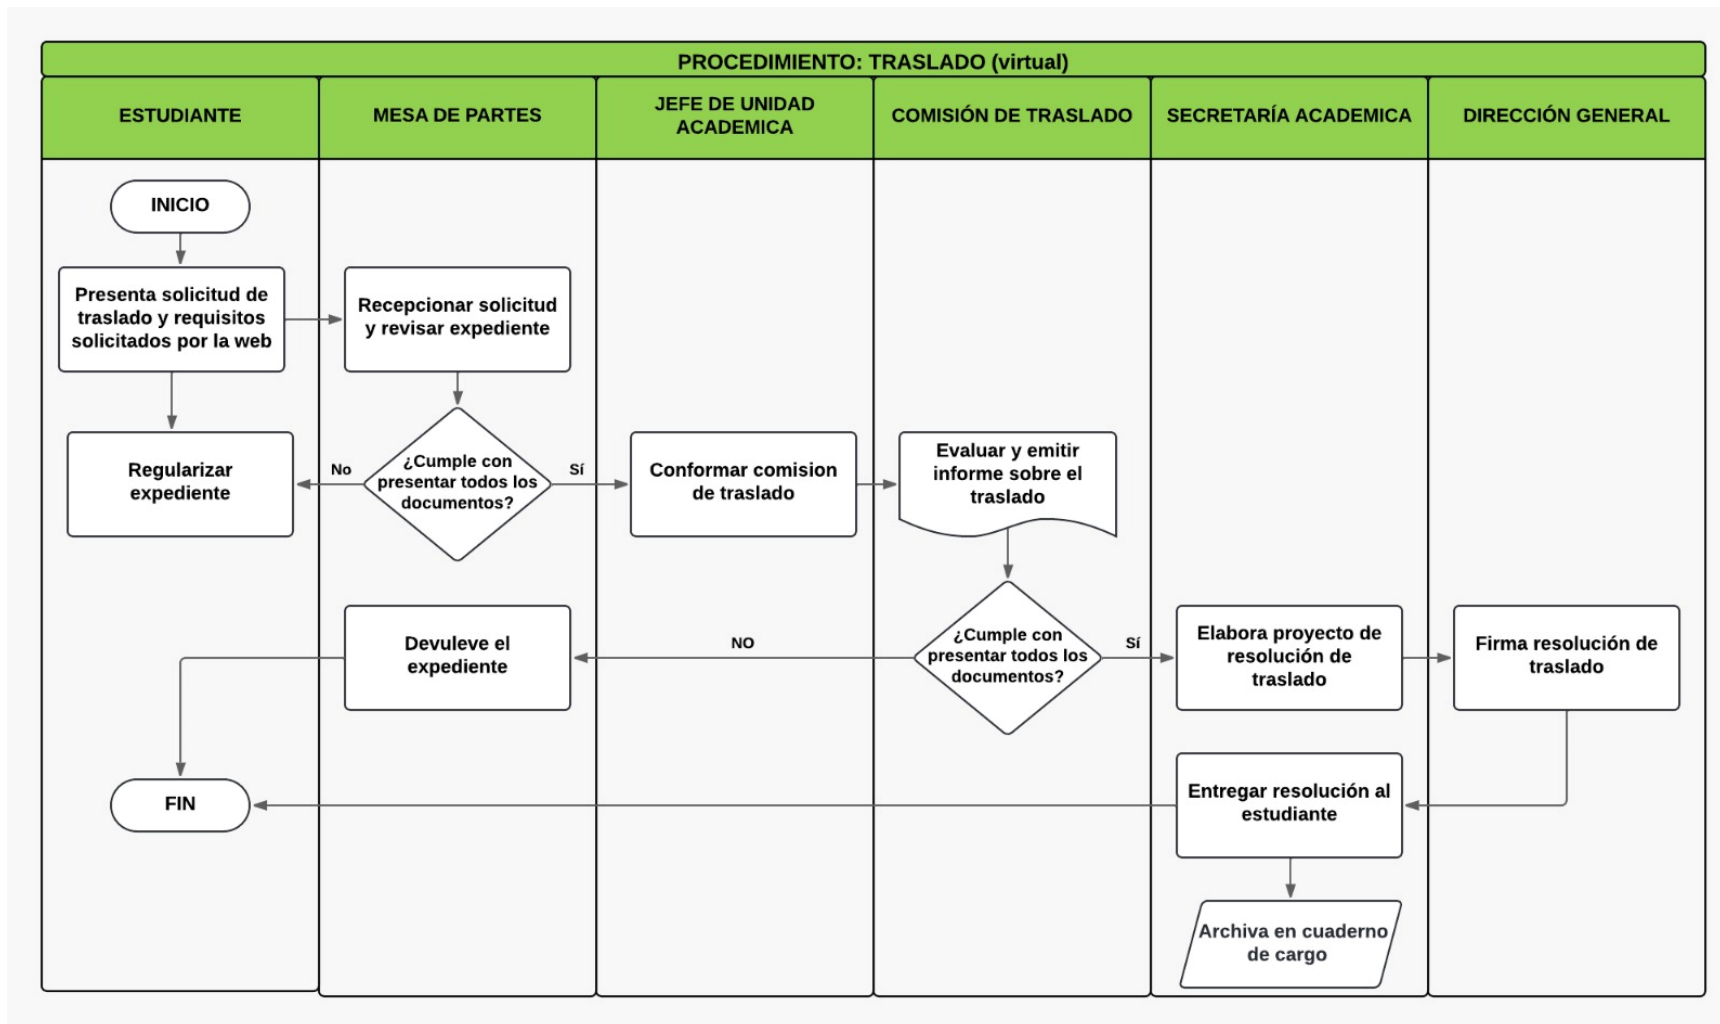 PROCEDIMIENTO: TRASLADO (virtual)
ESTUDIANTE
MESA DE PARTES
JEFE DE UNIDAD
ACADEMICA
COMISIÓN DE TRASLADO
SECRETARÍA ACADEMICA
DIRECCIÓN GENERAL
INICIO
Presenta solicitud de
traslado y requisitos
solicitados por la web
Recepcionar solicitud
y revisar expediente
Regularizar
expediente
No
¿Cumple con
presentar todos los
documentos?
Sí
Conformar comision
de traslado
Evaluar y emitir
informe sobre el
traslado
Devuleve el
expediente
NO
¿Cumple con
presentar todos los
documentos?
Sí
Elabora proyecto de
resolución de
traslado
Firma resolución de
traslado
FIN
Entregar resolución al
estudiante
Archiva en cuaderno
de cargo